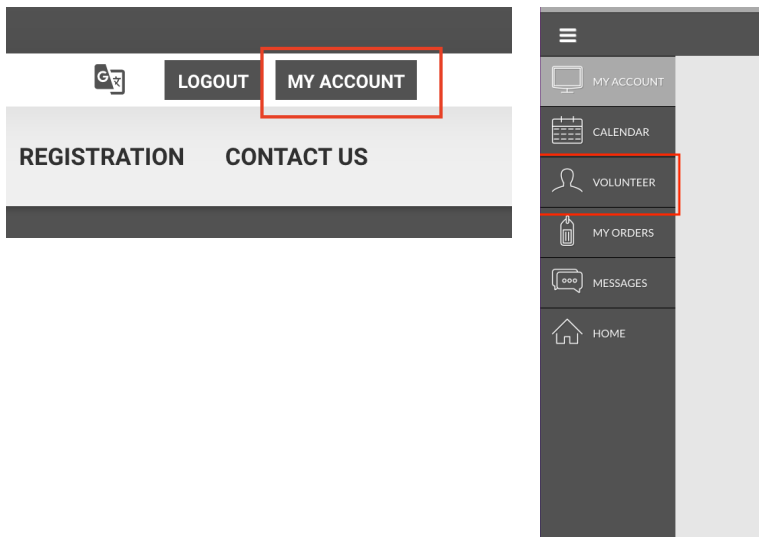 LOGOUT MY ACCOUNT
REGISTRATION CONTACT US
MY ACCOUNT
CALENDAR
VOLUNTEER
MY ORDERS
MESSAGES
HOME